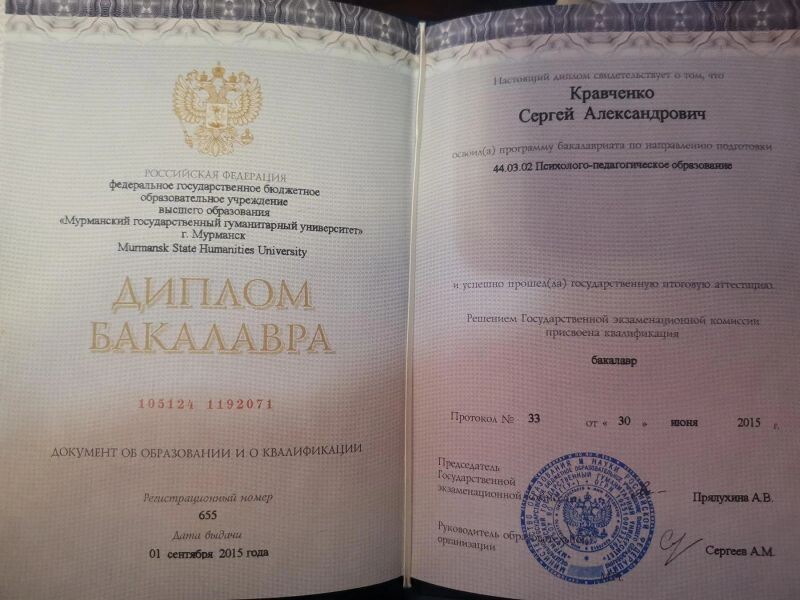 РОССИЙСКАЯ ФЕДЕРАЦИЯ
федеральное государственное бюджетное
образовательное учреждение
высшего образования
«Мурманский государственный гуманитарный университет»
г. Мурманск
Murmansk State Humanities University
ДИПЛОМ
БАКАЛАВРА
105124 1192071
ДОКУМЕНТ ОБ ОБРАЗОВАНИИ И О КВАЛИФИКАЦИИ
Регистрационный номер
655
Дата выдачи
01 сентября 2015 года
Настоящий диплом свидетельствует о том, что
Кравченко
Сергей Александрович
освоил(а) программу бакалавриата по направлению подготовки
44.03.02 Психолого-педагогическое образование
и успешно прошел(ла) государственную итоговую аттестацию.
Решением Государственной экзаменационной комиссии
присвоена квалификация
бакалавр
Протокол № 33 от « 30 » июня 2015 г.
Председатель
Государственной
экзаменационной
Прялухина А.В.
Руководитель
организации
Сергеев А.М.